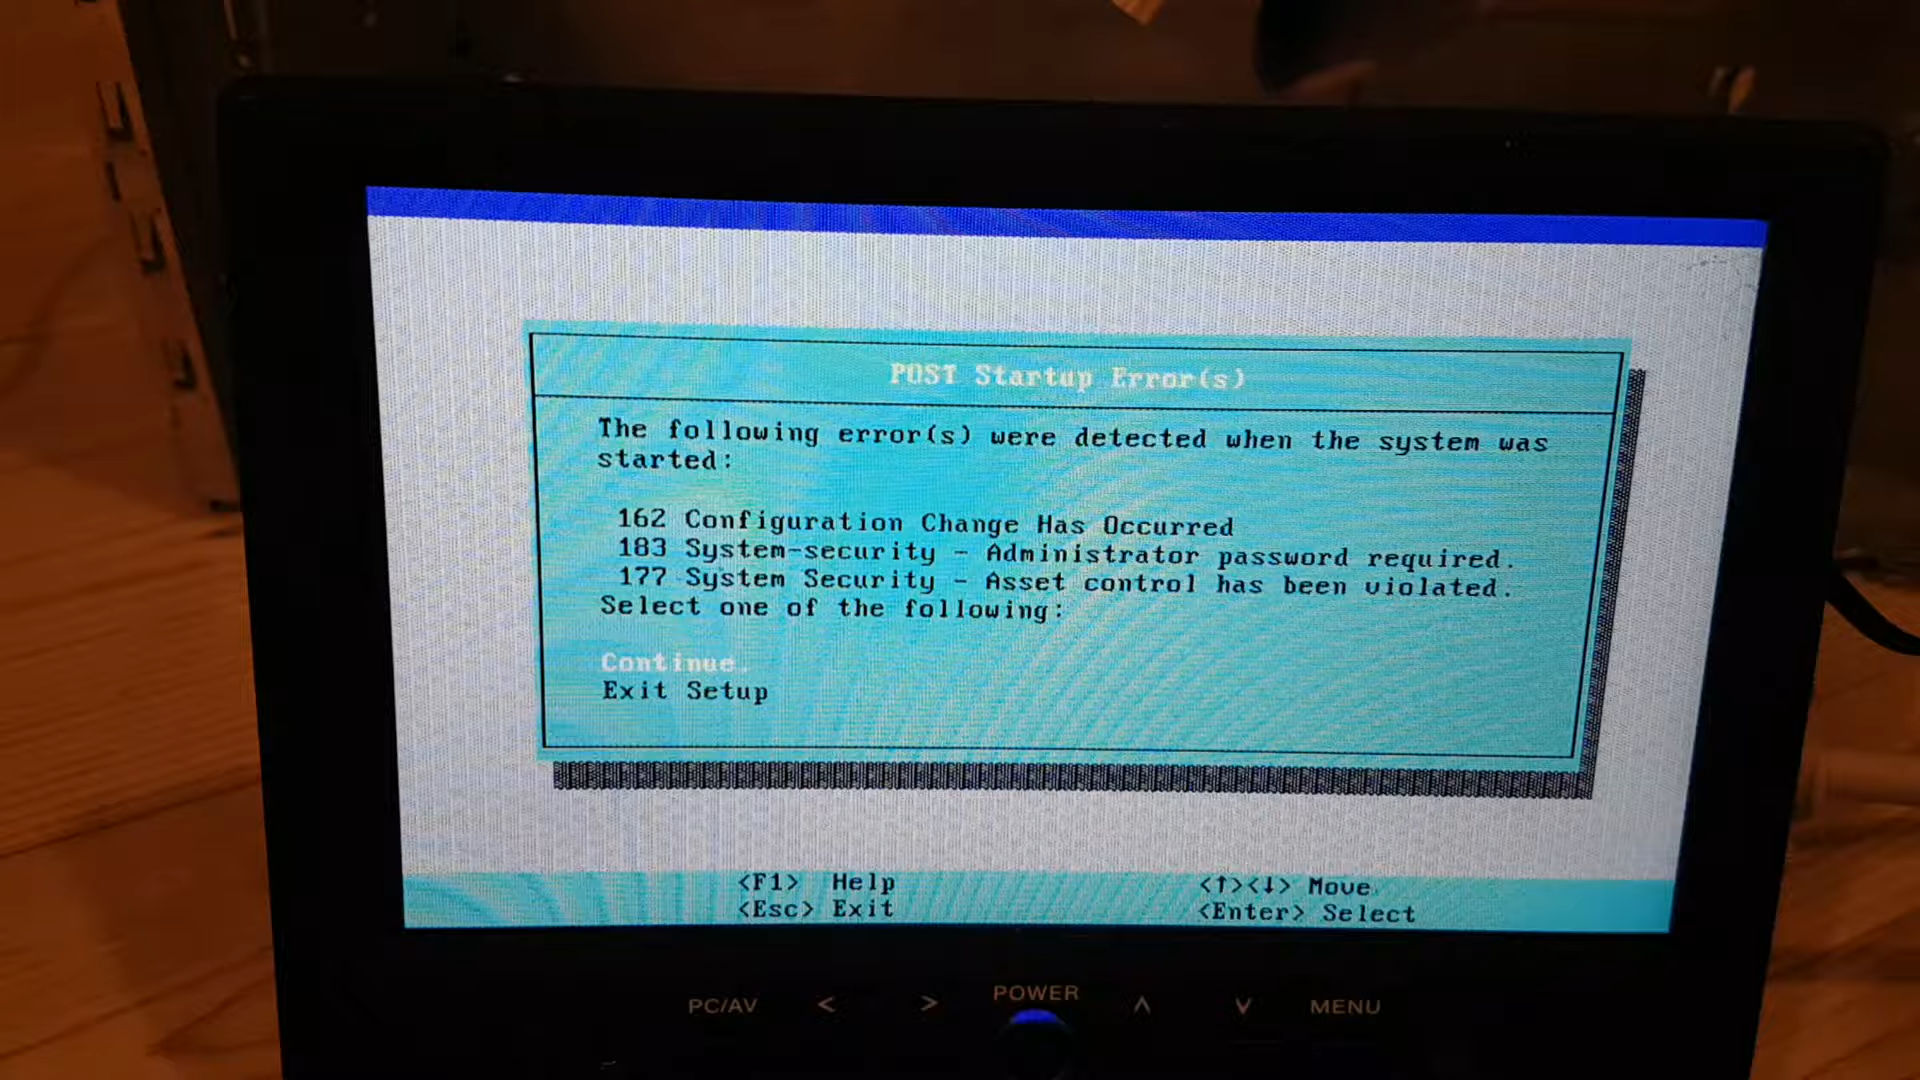 POST Startup Error(s)
The following error(s) were detected when the system was
started:
162 Configuration Change Has Occurred
183 System-security - Administrator password required.
177 System Security - Asset control has been violated.
Select one of the following:
Continue.
Exit Setup
<F1> Help <↑><↓> Move
<Esc> Exit <Enter> Select
PC/AV < > POWER ∧ ∨ MENU